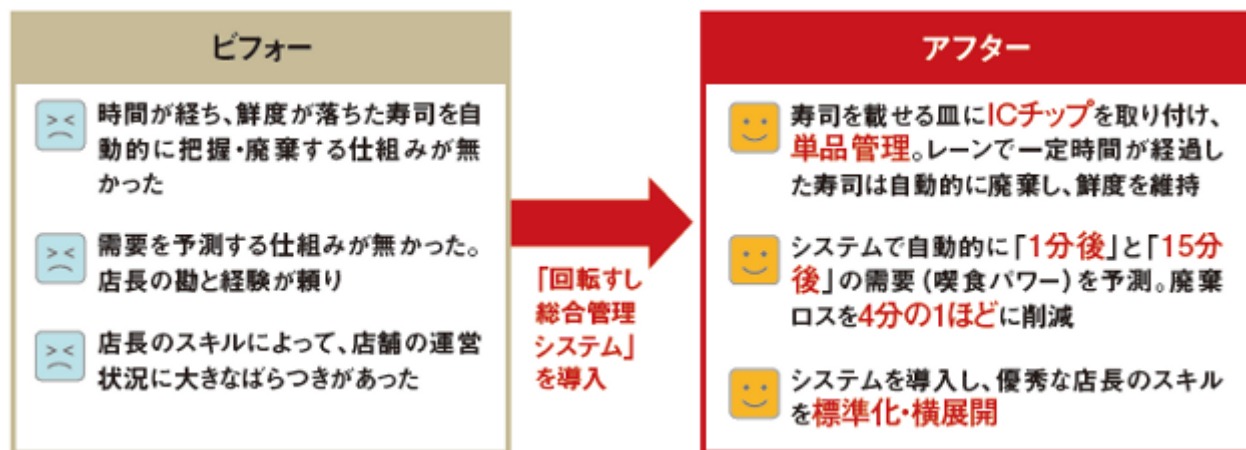 ビフォー
時間が経ち、鮮度が落ちた寿司を自
動的に把握・廃棄する仕組みが無
かった
需要を予測する仕組みが無かった。
店長の勘と経験が頼り
店長のスキルによって、店舗の運営
状況に大きなばらつきがあった
「回転すし
総合管理
システム」
を導入
アフター
寿司を載せる皿にICチップを取り付け、
単品管理。レーンで一定時間が経過し
た寿司は自動的に廃棄し、鮮度を維持
システムで自動的に「1分後」と「15分
後」の需要(喫食パワー)を予測。廃棄
ロスを4分の1ほどに削減
システムを導入し、優秀な店長のスキル
を標準化・横展開